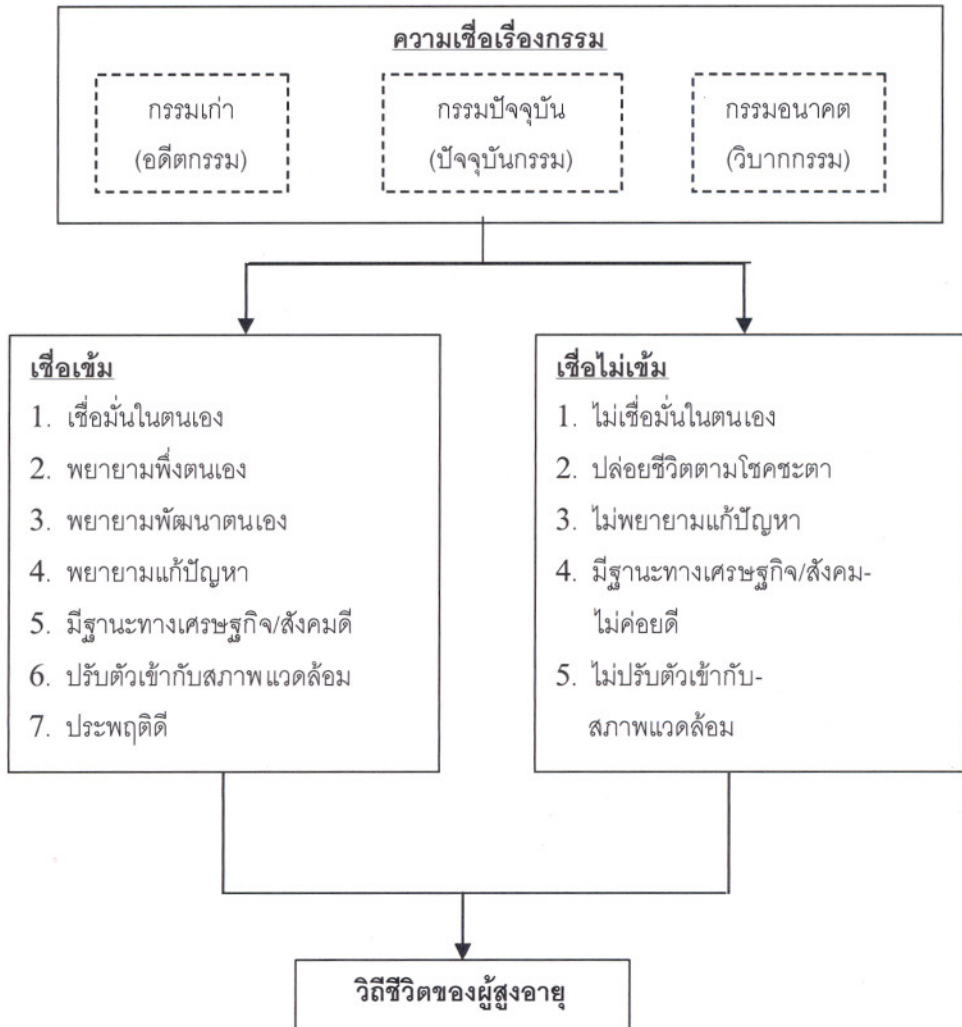 ความเชื่อเรื่องกรรม
กรรมเก่า
(อดีตกรรม)
กรรมปัจจุบัน
(ปัจจุบันกรรม)
กรรมอนาคต
(วิบากกรรม)
เชื่อเข้ม
1. เชื่อมั่นในตนเอง
2. พยายามพึ่งตนเอง
3. พยายามพัฒนาตนเอง
4. พยายามแก้ปัญหา
5. มีฐานะทางเศรษฐกิจ/สังคมดี
6. ปรับตัวเข้ากับสภาพแวดล้อม
7. ประพฤติดี
เชื่อไม่เข้ม
1. ไม่เชื่อมั่นในตนเอง
2. ปล่อยชีวิตตามโชคชะตา
3. ไม่พยายามแก้ปัญหา
4. มีฐานะทางเศรษฐกิจ/สังคม-
ไม่ค่อยดี
5. ไม่ปรับตัวเข้ากับ-
สภาพแวดล้อม
วิถีชีวิตของผู้สูงอายุ